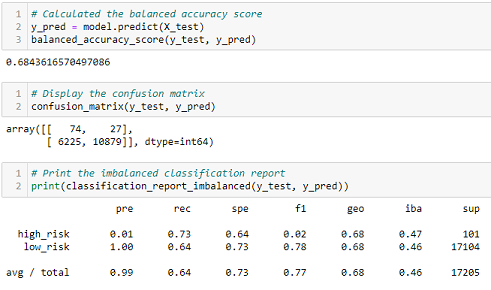 1 # Calculated the balanced accuracy score
2 y_pred = model.predict(X_test)
3 balanced_accuracy_score(y_test, y_pred)
0.6843616570497086
1 # Display the confusion matrix
2 confusion_matrix(y_test, y_pred)
array([[   74,    27],
       [ 6225, 10879]], dtype=int64)
1 # Print the imbalanced classification report
2 print(classification_report_imbalanced(y_test, y_pred))
pre rec spe f1 geo iba sup
high_risk 0.01 0.73 0.64 0.02 0.68 0.47 101
low_risk 1.00 0.64 0.73 0.78 0.68 0.46 17104
avg / total 0.99 0.64 0.73 0.77 0.68 0.46 17205